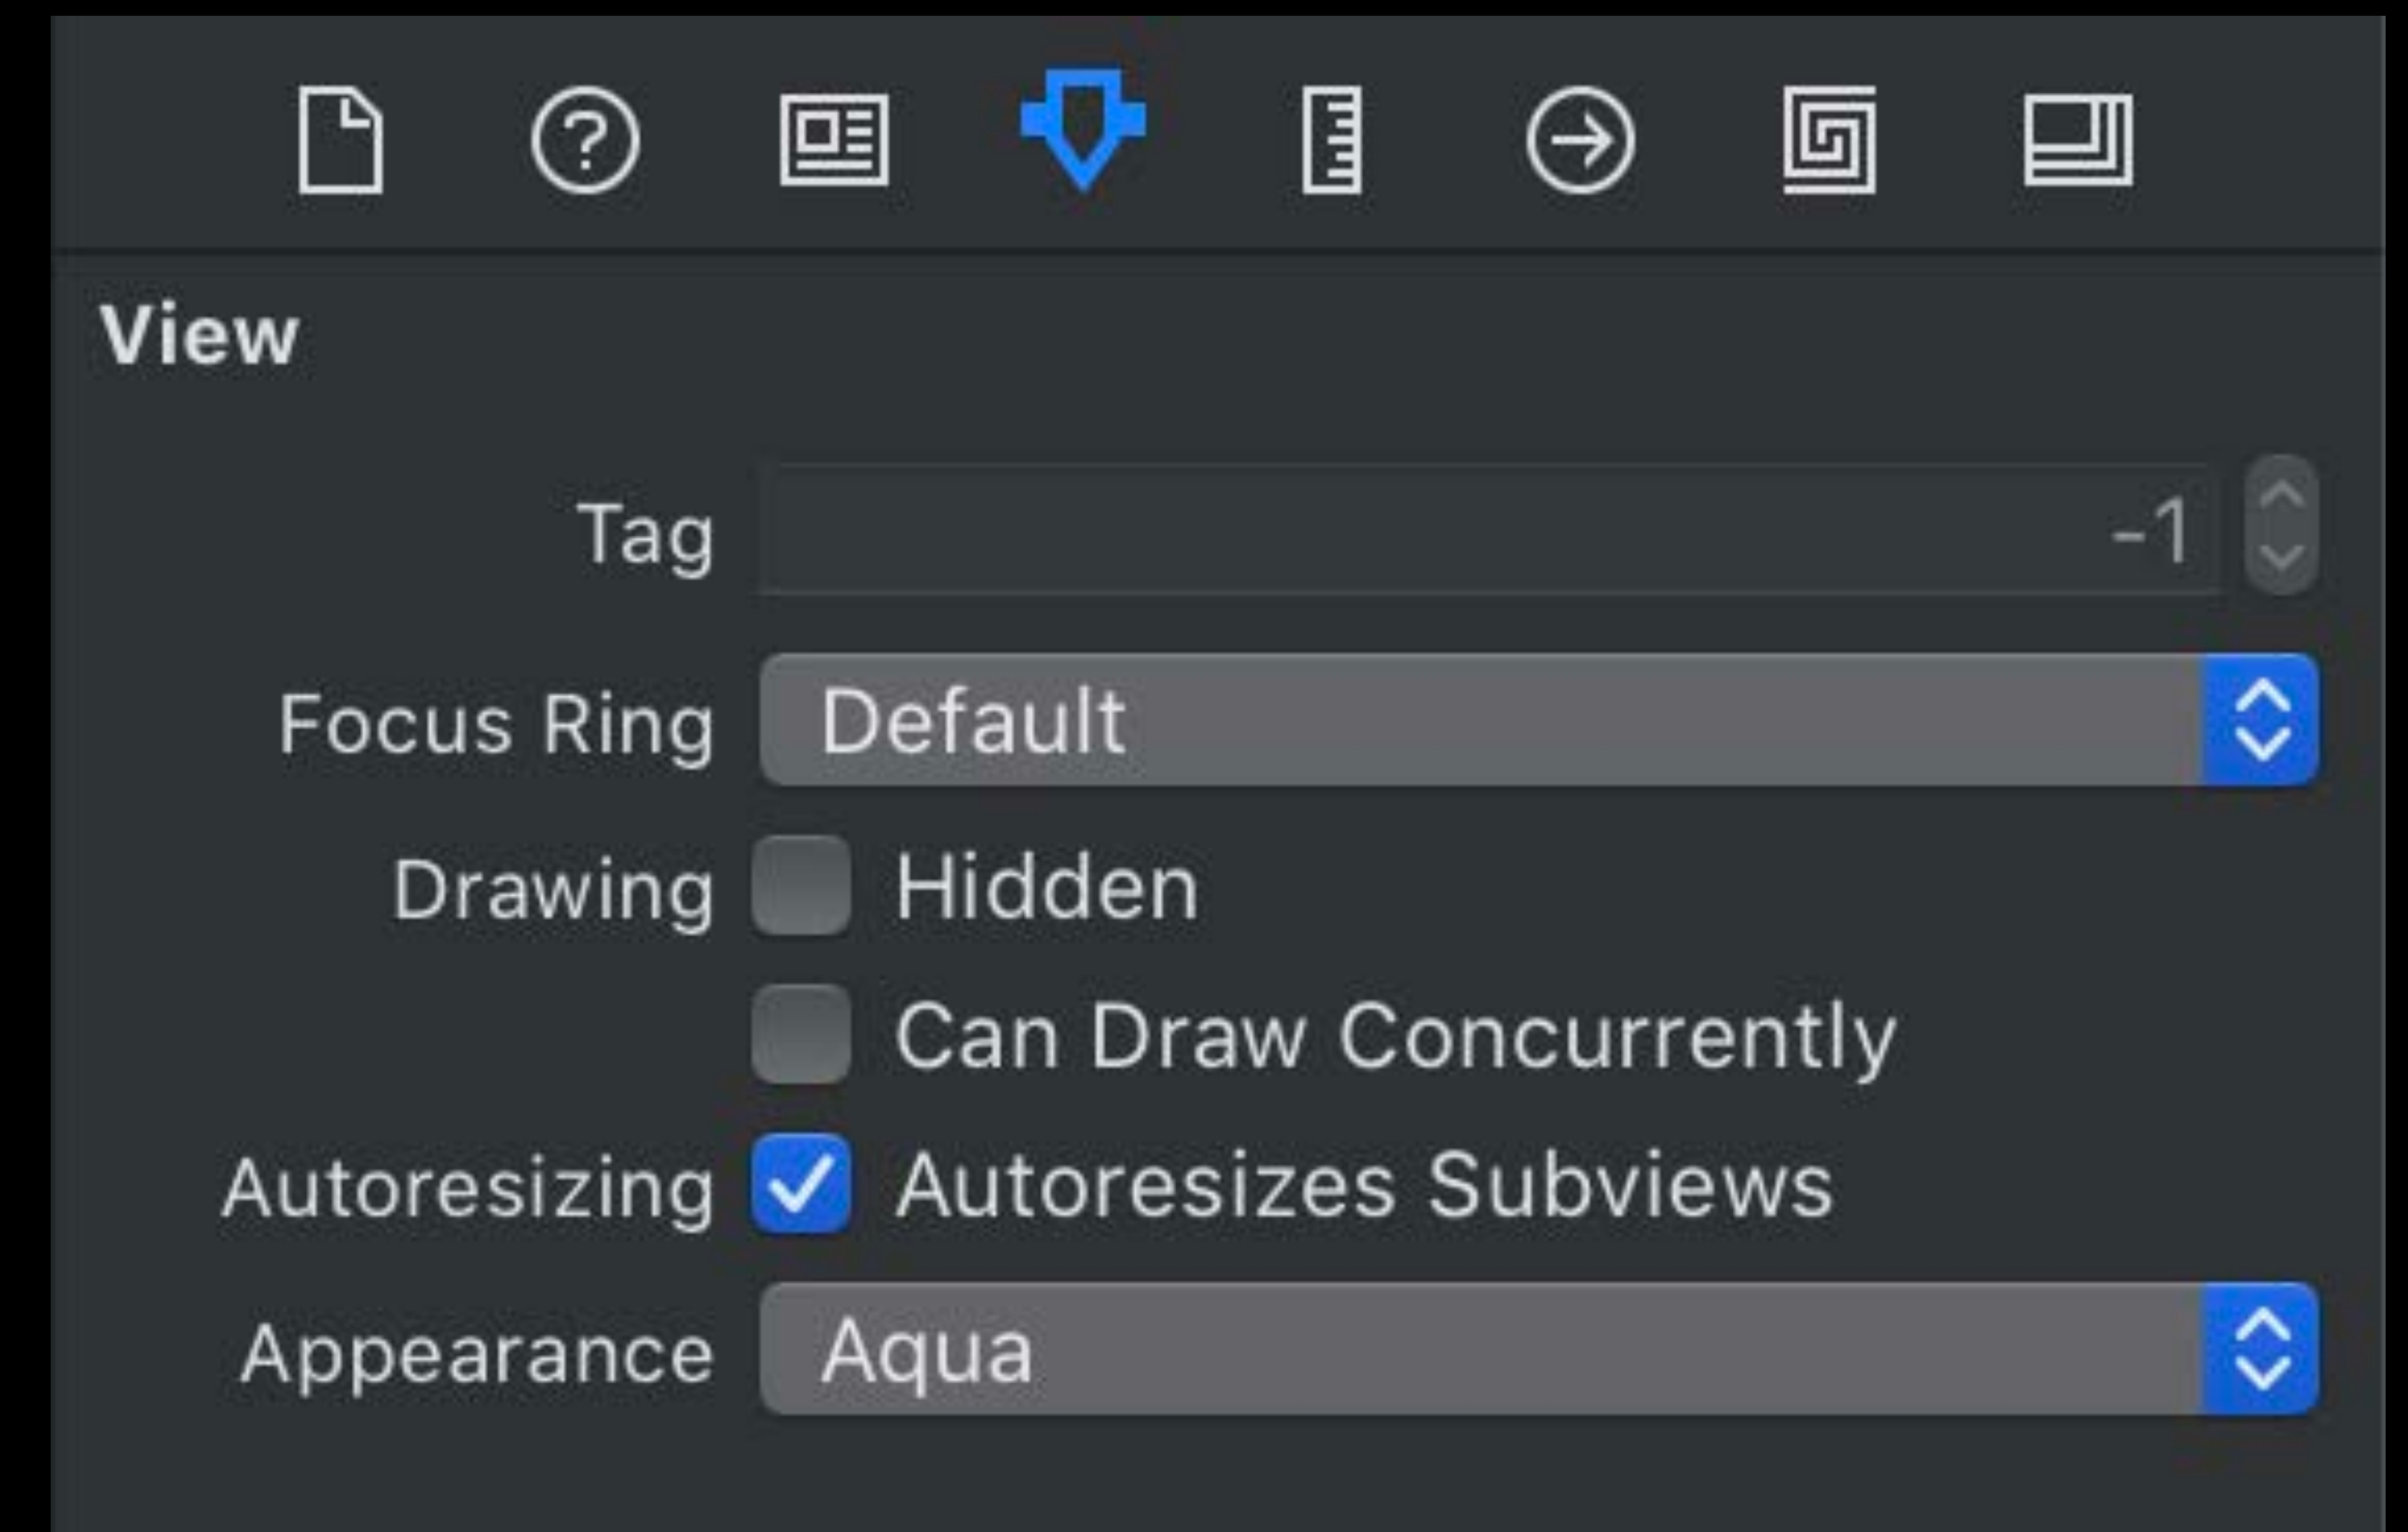 View
Tag -1
Focus Ring Default
Drawing Hidden
Can Draw Concurrently
Autoresizing Autoresizes Subviews
Appearance Aqua